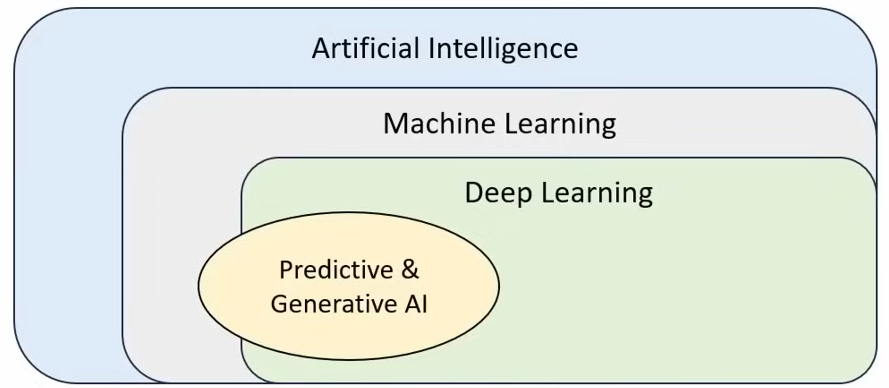 Artificial Intelligence
Machine Learning
Deep Learning
Predictive &
Generative AI